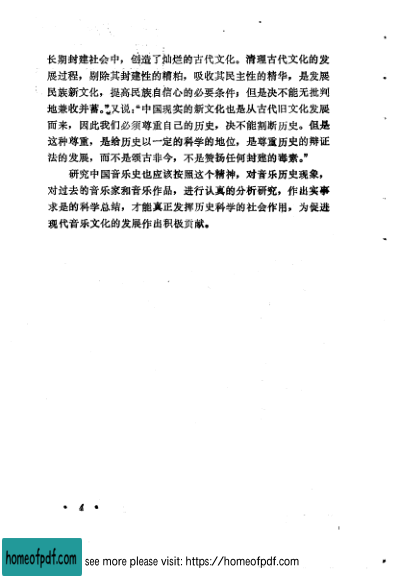 长期封建社会中，创造了灿烂的古代文化。清理古代文化的发
展过程，剔除其封建性的糟粕，吸收其民主性的精华，是发展
民族新文化，提高民族自信心的必要条件；但是决不能无批判
地兼收并蓄。”又说：“中国现实的新文化也是从古代旧文化发展
而来，因此我们必须尊重自己的历史，决不能割断历史。但是
这种尊重，是给历史以一定的科学的地位，是尊重历史的辩证
法的发展，而不是颂古非今，不是赞扬任何封建的毒素。”
研究中国音乐史也应该按照这个精神，对音乐历史现象，
对过去的音乐家和音乐作品，进行认真的分析研究，作出实事
求是的科学总结，才能真正发挥历史科学的社会作用，为促进
现代音乐文化的发展作出积极贡献。
• 4 •
homeofpdf.com see more please visit: https://homeofpdf.com